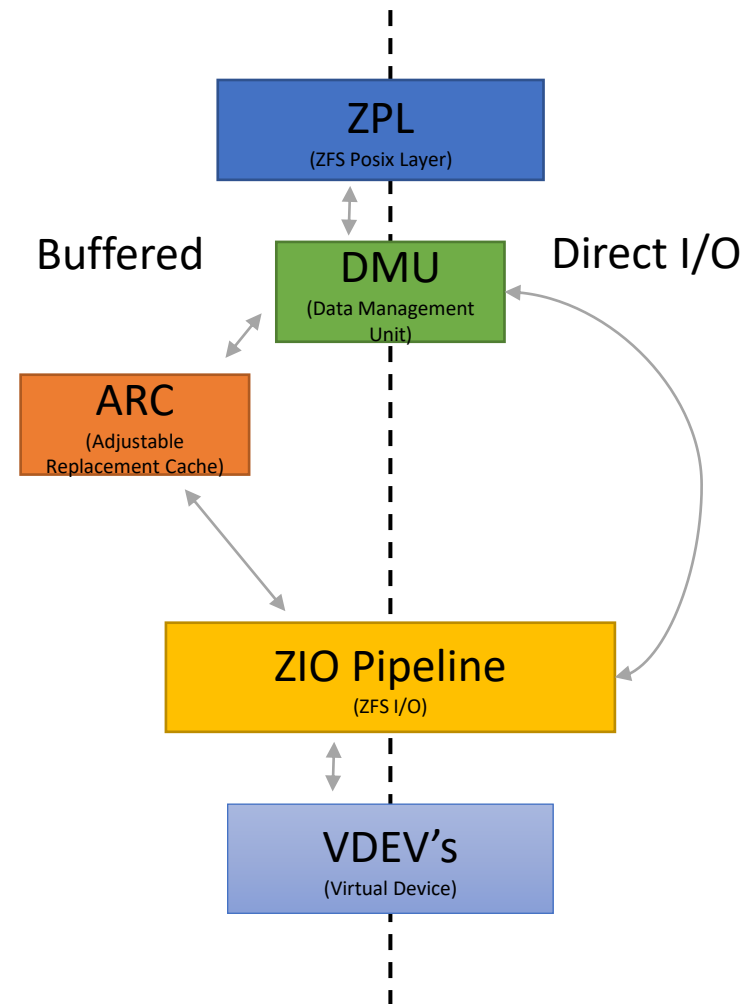 ZPL
(ZFS Posix Layer)
Buffered
DMU
(Data Management
Unit)
Direct I/O
ARC
(Adjustable
Replacement Cache)
ZIO Pipeline
(ZFS I/O)
VDEV’s
(Virtual Device)